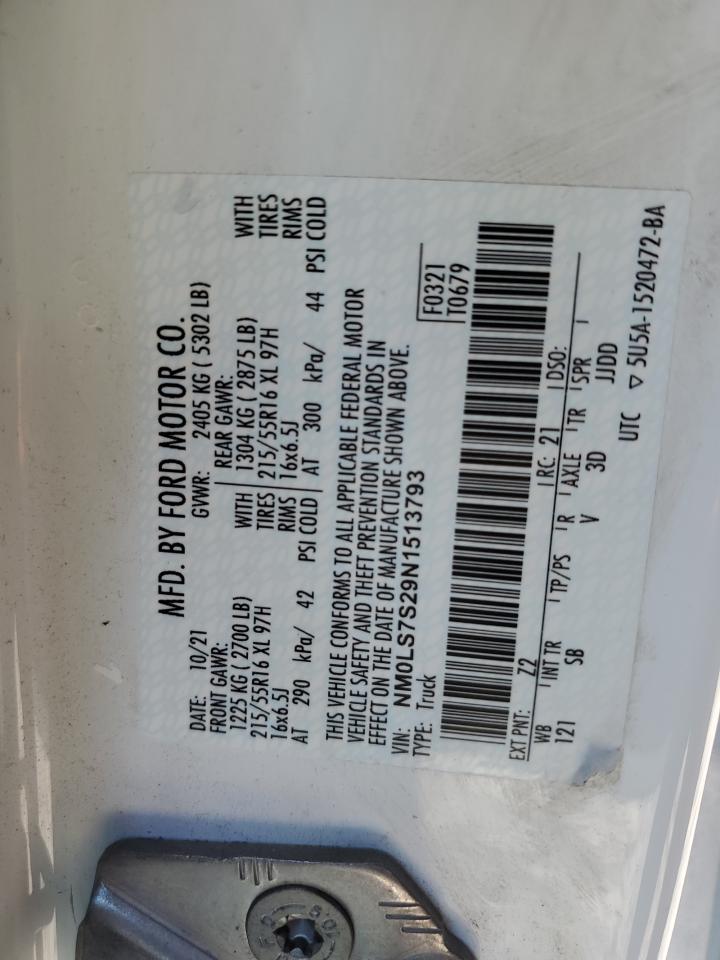 MFD. BY FORD MOTOR CO.
DATE: 10/21 GVWR: 2405 KG ( 5302 LB)
FRONT GAWR: REAR GAWR:
1225 KG ( 2700 LB) WITH 1304 KG ( 2875 LB) WITH
215/55R16 XL 97H TIRES 215/55R16 XL 97H TIRES
16x6.5J RIMS 16x6.5J RIMS
AT 290 kPa/ 42 PSI COLD AT 300 kPa/ 44 PSI COLD
THIS VEHICLE CONFORMS TO ALL APPLICABLE FEDERAL MOTOR
VEHICLE SAFETY AND THEFT PREVENTION STANDARDS IN
EFFECT ON THE DATE OF MANUFACTURE SHOWN ABOVE.
VIN: NM0LS7S29N1513793 F0321
TYPE: Truck T0679
EXT PNT: Z2 RC: 21 DSO:
WB INT TR TP/PS R AXLE TR SPR
121 SB V 3D JJDD
UTC ▽ 5U5A-1520472-BA